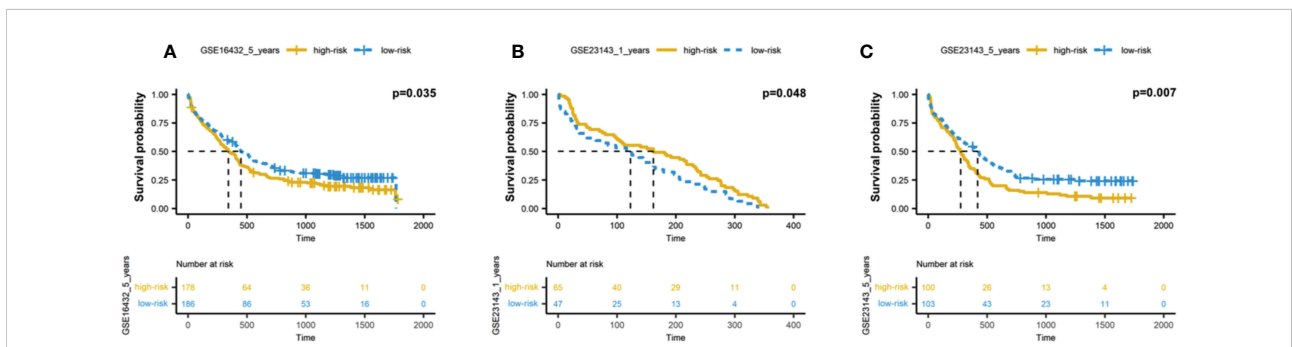 A
GSE16432_5_years high-risk low-risk
p=0.035
Survival probability
1.00
0.75
0.50
0.25
0.00
0 500 1000 1500 2000
Time
Number at risk
GSE16432_5_years
high-risk 178 64 36 11 0
low-risk 186 86 53 16 0
0 500 1000 1500 2000
Time
B
GSE23143_1_years high-risk low-risk
p=0.048
Survival probability
1.00
0.75
0.50
0.25
0.00
0 100 200 300 400
Time
Number at risk
GSE23143_1_years
high-risk 65 40 29 11 0
low-risk 47 25 13 4 0
0 100 200 300 400
Time
C
GSE23143_5_years high-risk low-risk
p=0.007
Survival probability
1.00
0.75
0.50
0.25
0.00
0 500 1000 1500 2000
Time
Number at risk
GSE23143_5_years
high-risk 100 26 13 4 0
low-risk 103 43 23 11 0
0 500 1000 1500 2000
Time